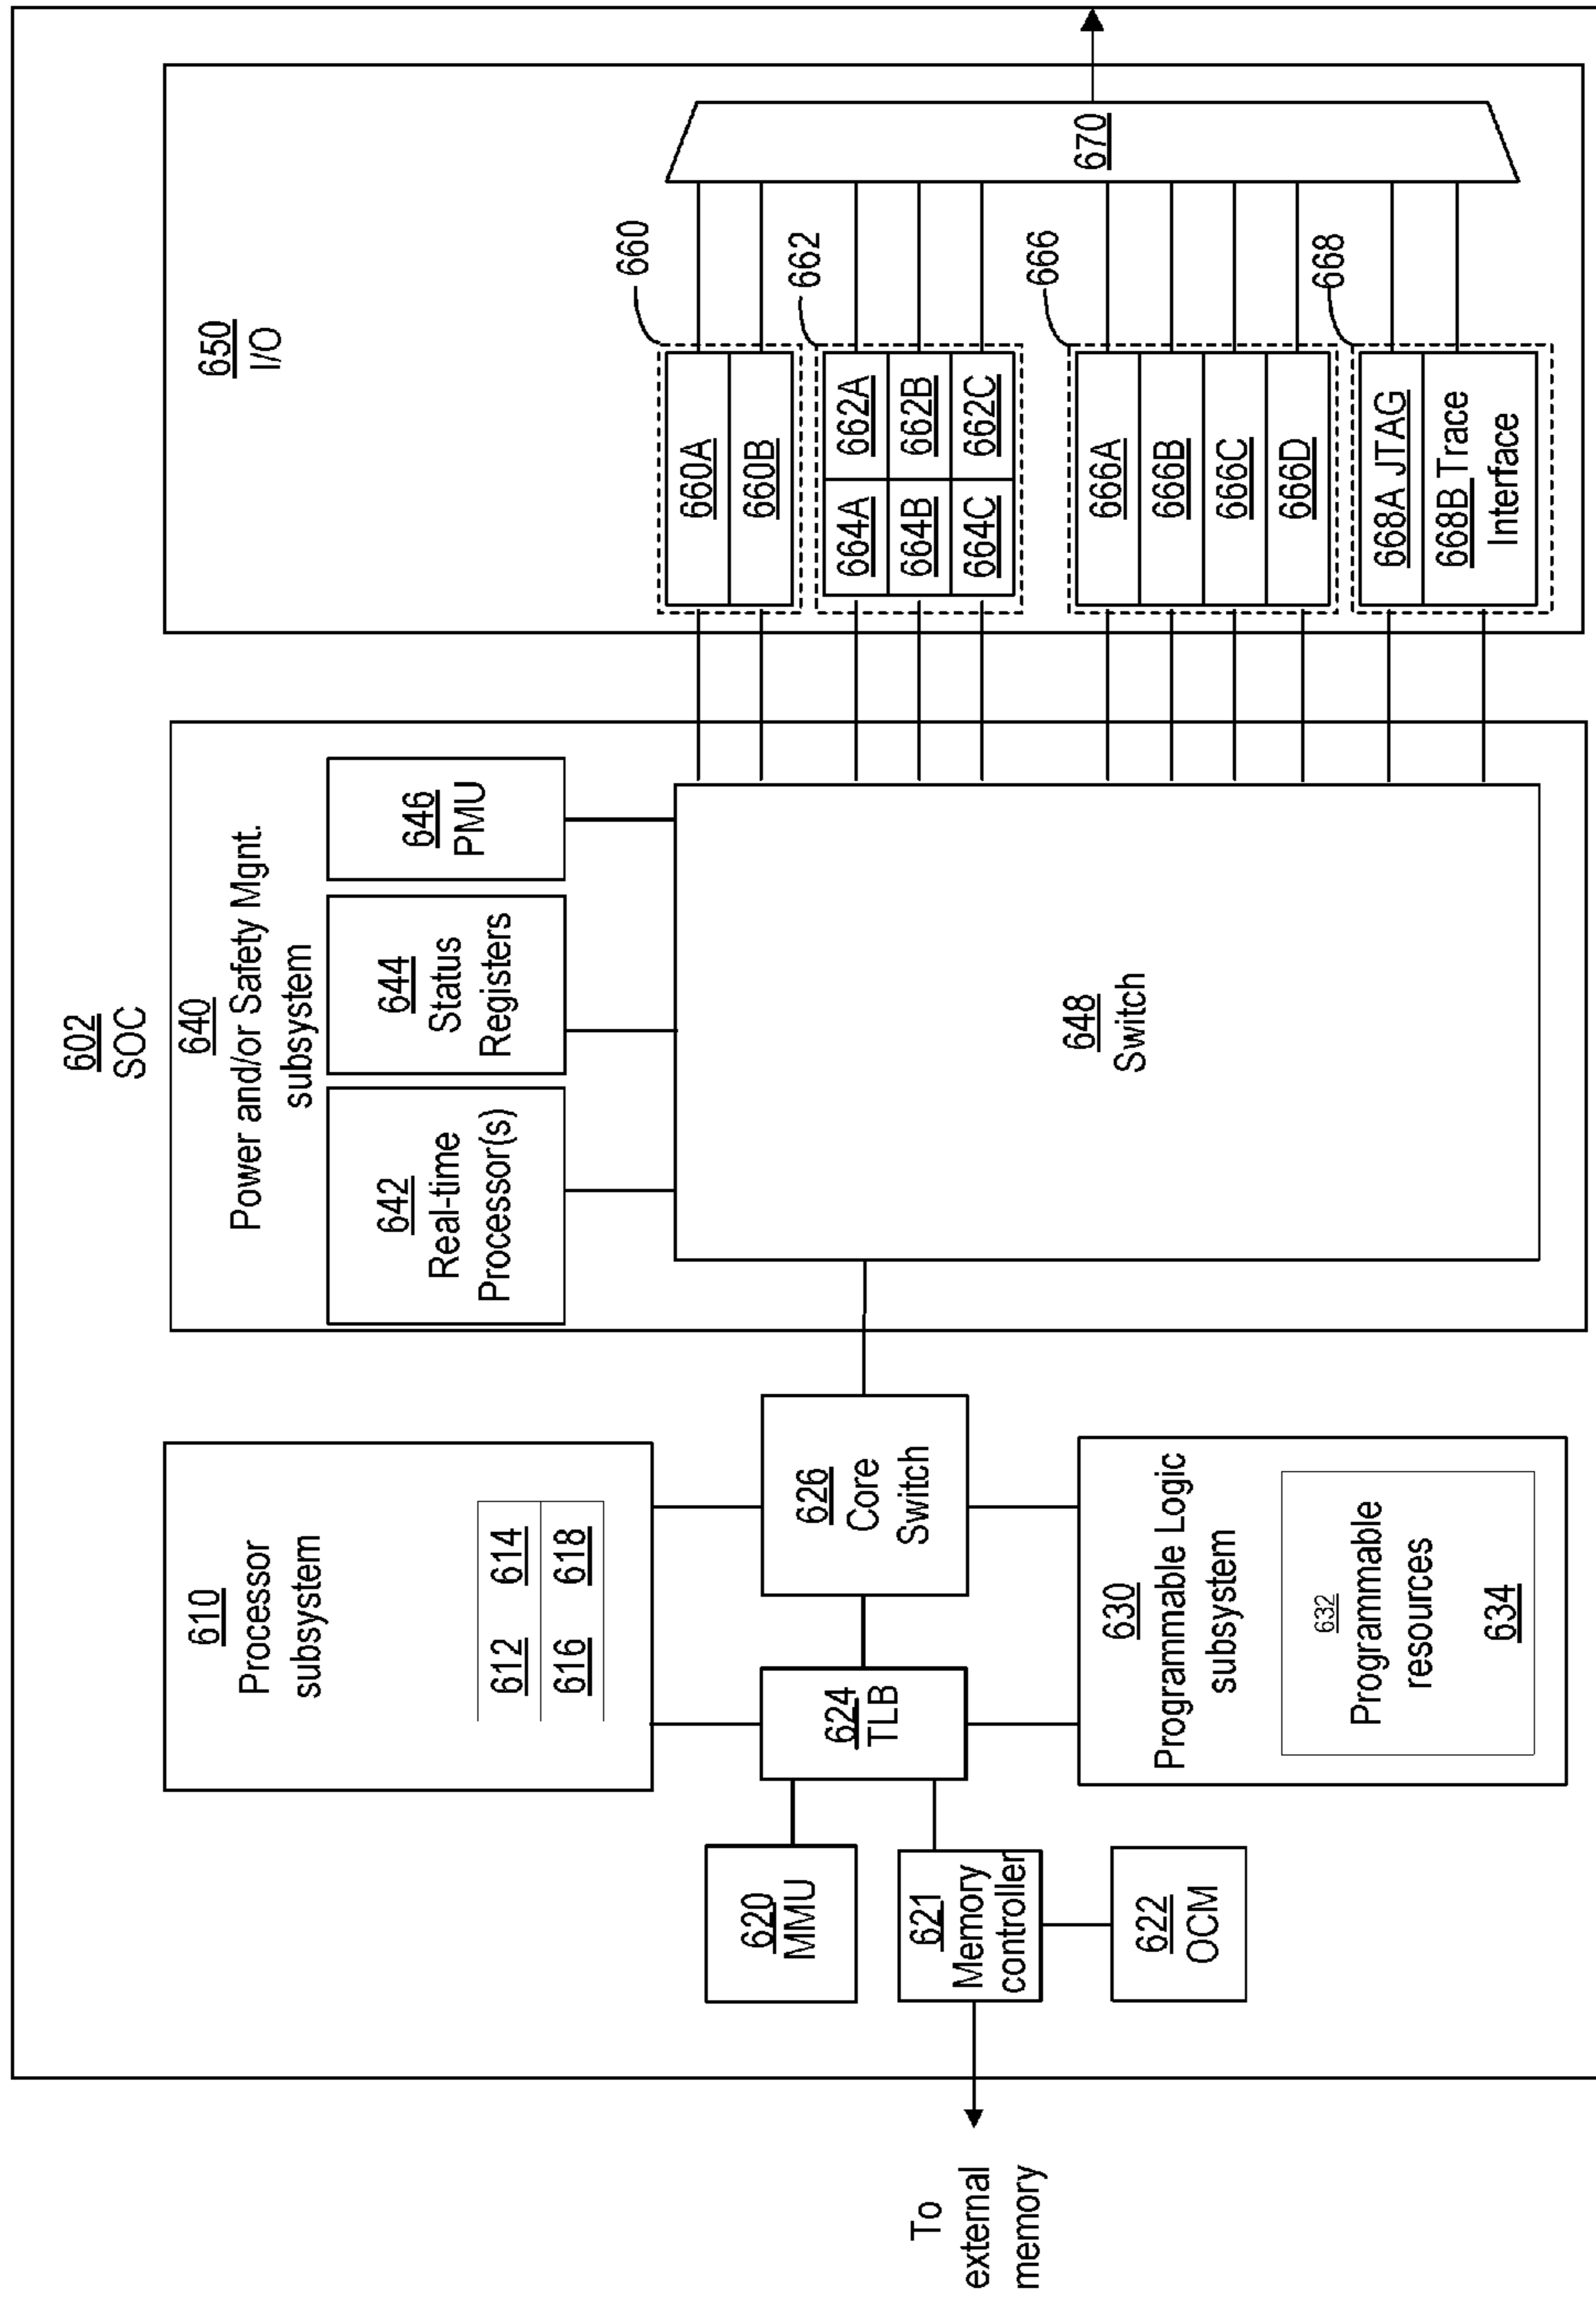 602
SOC
610
Processor
subsystem
612
614
616
618
620
MMU
621
Memory
controller
622
OCM
To
external
memory
624
TLB
626
Core
Switch
630
Programmable Logic
subsystem
632
Programmable
resources
634
640
Power and/or Safety Mgnt.
subsystem
642
Real-time
Processor(s)
644
Status
Registers
646
PMU
648
Switch
650
I/O
660
660A
660B
662
664A 662A
664B 662B
664C 662C
666
666A
666B
666C
666D
668
668A JTAG
668B Trace
Interface
670